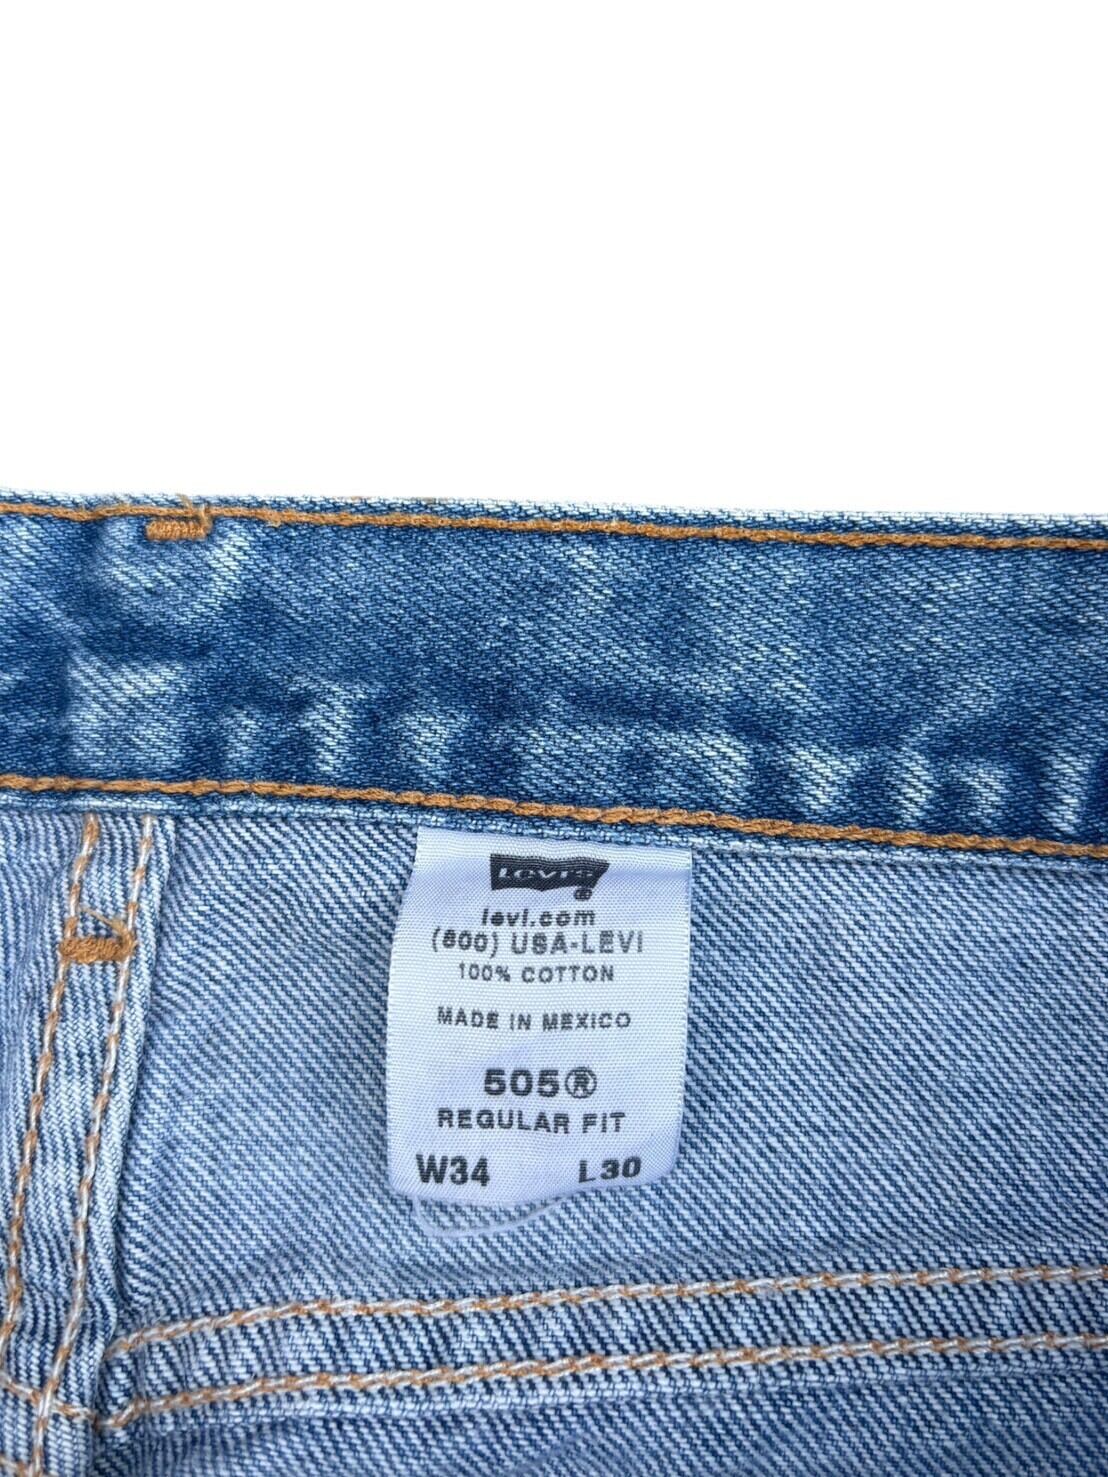 LEVI'S ®
levi.com
(800) USA-LEVI
100% COTTON
MADE IN MEXICO
505®
REGULAR FIT
W34 L30